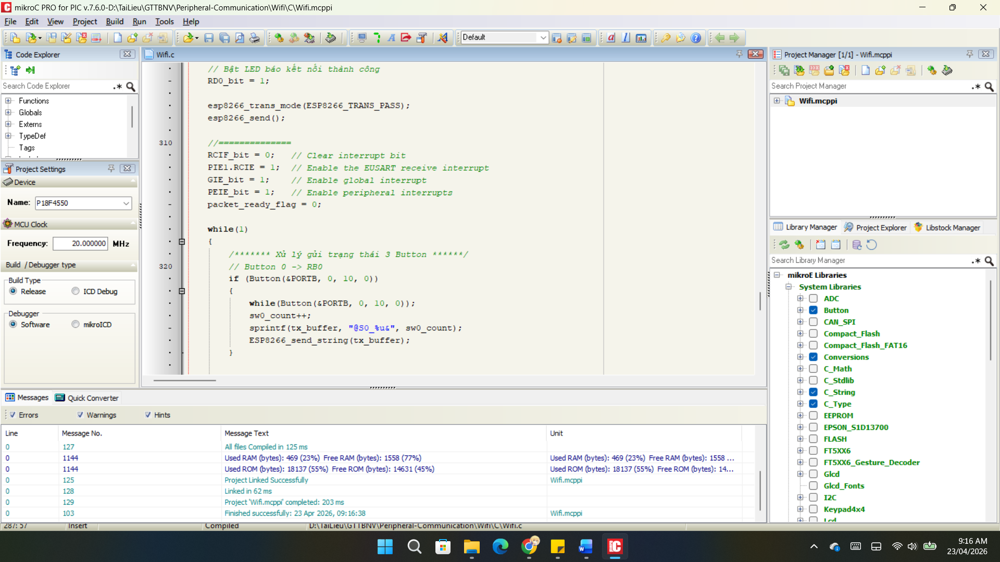 mikroC PRO for PIC v.7.6.0-D:\TaiLieu\GTTBNV\Peripheral-Communication\Wifi\C\Wifi.mcppi
File Edit View Project Build Run Tools Help
Default
Code Explorer
Search Code Explorer
.*
Functions
Globals
Externs
TypeDef
Tags
Project Settings
Device
Name: P18F4550
MCU Clock
Frequency: 20.000000 MHz
Build / Debugger type
Build Type
Release ICD Debug
Debugger
Software mikroICD
Wifi.c
// Bật LED báo kết nối thành công
RD0_bit = 1;
esp8266_trans_mode(ESP8266_TRANS_PASS);
esp8266_send();
310 //==============
RCIF_bit = 0; // Clear interrupt bit
PIE1.RCIE = 1; // Enable the EUSART receive interrupt
GIE_bit = 1; // Enable global interrupt
PEIE_bit = 1; // Enable peripheral interrupts
packet_ready_flag = 0;
while(1)
{
/******* Xử lý gửi trạng thái 3 Button ******/
320 // Button 0 -> RB0
if (Button(&PORTB, 0, 10, 0))
{
while(Button(&PORTB, 0, 10, 0));
sw0_count++;
sprintf(tx_buffer, "@S0_%u&", sw0_count);
ESP8266_send_string(tx_buffer);
}
Project Manager [1/1] - Wifi.mcppi
Search Project Manager
.*
Wifi.mcppi
Library Manager Project Explorer Libstock Manager
Search Library Manager
.*
mikroE Libraries
System Libraries
ADC
Button
CAN_SPI
Compact_Flash
Compact_Flash_FAT16
Conversions
C_Math
C_Stdlib
C_String
C_Type
EEPROM
EPSON_S1D13700
FLASH
FT5XX6
FT5XX6_Gesture_Decoder
Glcd
Glcd_Fonts
I2C
Keypad4x4
Lcd
Messages Quick Converter
Errors Warnings Hints
Line Message No. Message Text Unit
0 127 All files Compiled in 125 ms
0 1144 Used RAM (bytes): 469 (23%) Free RAM (bytes): 1558 (77%) Used RAM (bytes): 469 (23%) Free RAM (bytes): 1558 ...
0 1144 Used ROM (bytes): 18137 (55%) Free ROM (bytes): 14631 (45%) Used ROM (bytes): 18137 (55%) Free ROM (bytes): 14...
0 125 Project Linked Successfully Wifi.mcppi
0 128 Linked in 62 ms
0 129 Project 'Wifi.mcppi' completed: 203 ms
0 103 Finished successfully: 23 Apr 2026, 09:16:38 Wifi.mcppi
287: 57 Insert Compiled D:\TaiLieu\GTTBNV\Peripheral-Communication\Wifi\C\Wifi.c
9:16 AM
23/04/2026